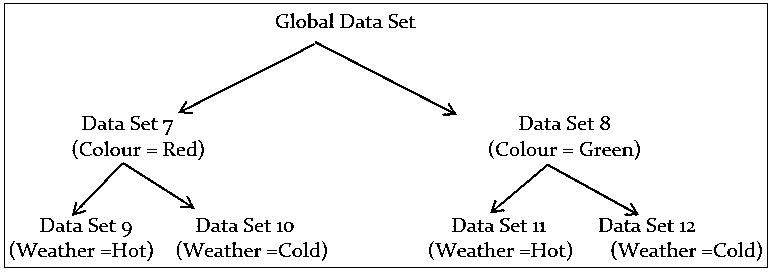 Global Data Set
Data Set 7
(Colour = Red)
Data Set 8
(Colour = Green)
Data Set 9
(Weather =Hot)
Data Set 10
(Weather =Cold)
Data Set 11
(Weather =Hot)
Data Set 12
(Weather =Cold)